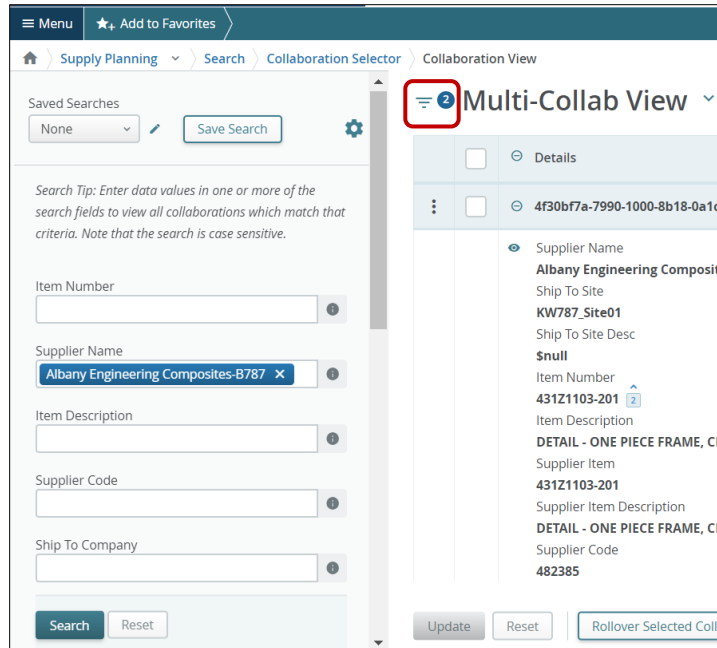 Menu
Add to Favorites
Supply Planning
Search
Collaboration Selector
Collaboration View
Saved Searches
None
Save Search
Search Tip: Enter data values in one or more of the
search fields to view all collaborations which match that
criteria. Note that the search is case sensitive.
Item Number
Supplier Name
Albany Engineering Composites-B787
Item Description
Supplier Code
Ship To Company
Search
Reset
2
Multi-Collab View
Details
4f30bf7a-7990-1000-8b18-0a1
Supplier Name
Albany Engineering Composit
Ship To Site
KW787_Site01
Ship To Site Desc
$null
Item Number
431Z1103-201 2
Item Description
DETAIL - ONE PIECE FRAME, C
Supplier Item
431Z1103-201
Supplier Item Description
DETAIL - ONE PIECE FRAME, C
Supplier Code
482385
Update
Reset
Rollover Selected Coll